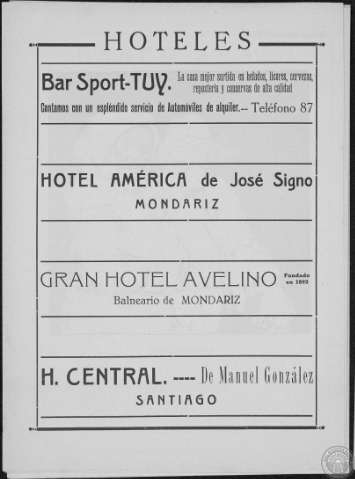 HOTELES
Bar Sport-TUY. La casa mejor surtida en helados, licores, cervezas,
repostería y conservas de alta calidad
Contamos con un espléndido servicio de Automóviles de alquiler.-- Teléfono 87
HOTEL AMÉRICA de José Signo
MONDARIZ
GRAN HOTEL AVELINO Fundado
Balneario de MONDARIZ
H. CENTRAL. ---- De Manuel González
SANTIAGO